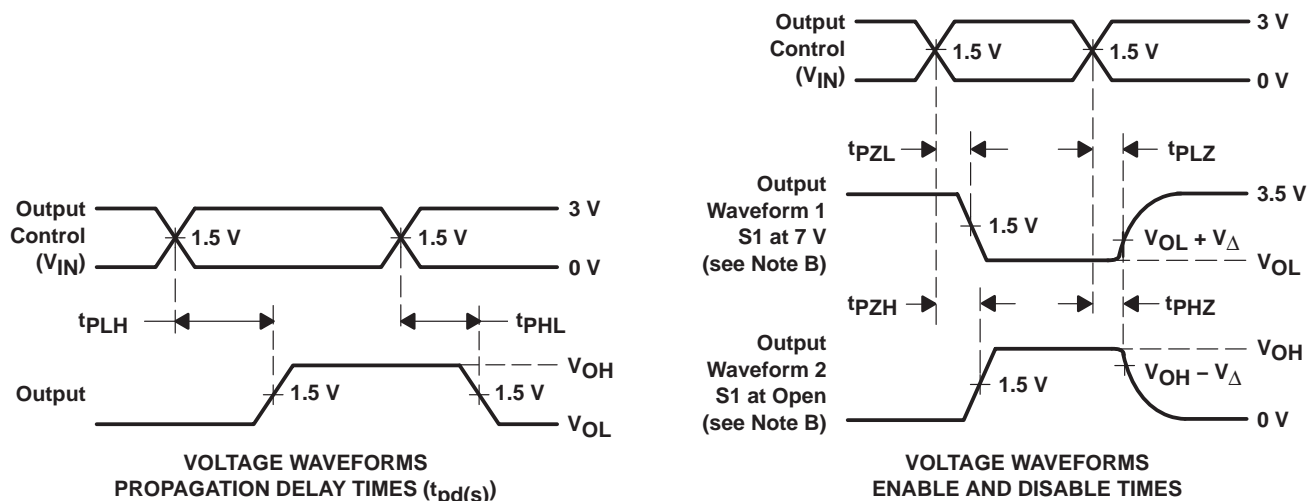 Output
Control
(VIN)
3 V
1.5 V
1.5 V
0 V
tPLH
tPHL
Output
VOH
1.5 V
1.5 V
VOL
VOLTAGE WAVEFORMS
PROPAGATION DELAY TIMES (tpd(s))
Output
Control
(VIN)
3 V
1.5 V
1.5 V
0 V
tPZL
tPLZ
Output
Waveform 1
S1 at 7 V
(see Note B)
3.5 V
1.5 V
VOL + VΔ
VOL
tPZH
tPHZ
Output
Waveform 2
S1 at Open
(see Note B)
VOH
1.5 V
VOH − VΔ
0 V
VOLTAGE WAVEFORMS
ENABLE AND DISABLE TIMES